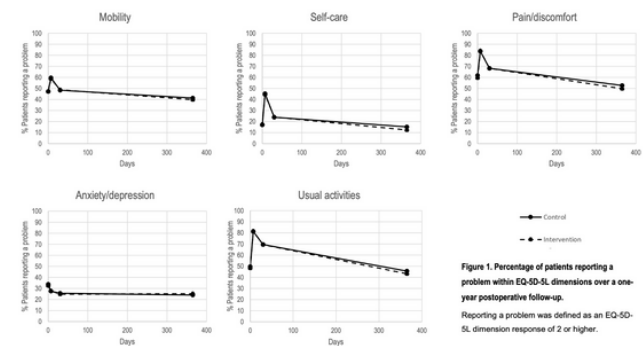 Mobility
% Patients reporting a problem
100
90
80
70
60
50
40
30
20
10
0
0 100 200 300 400
Days
Self-care
% Patients reporting a problem
100
90
80
70
60
50
40
30
20
10
0
0 100 200 300 400
Days
Pain/discomfort
% Patients reporting a problem
100
90
80
70
60
50
40
30
20
10
0
0 100 200 300 400
Days
Anxiety/depression
% Patients reporting a problem
100
90
80
70
60
50
40
30
20
10
0
0 100 200 300 400
Days
Usual activities
% Patients reporting a problem
100
90
80
70
60
50
40
30
20
10
0
0 100 200 300 400
Days
Control
Intervention
Figure 1. Percentage of patients reporting a
problem within EQ-5D-5L dimensions over a one-
year postoperative follow-up.
Reporting a problem was defined as an EQ-5D-
5L dimension response of 2 or higher.